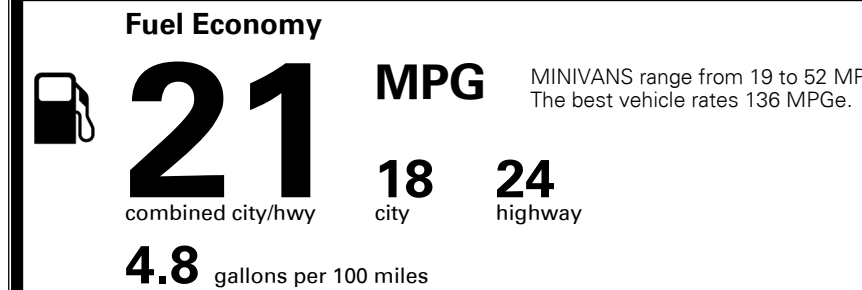 Fuel Economy
21 MPG
MINIVANS range from 19 to 52
The best vehicle rates 136 MPGe.
18 24
combined city/hwy city highway
4.8 gallons per 100 miles